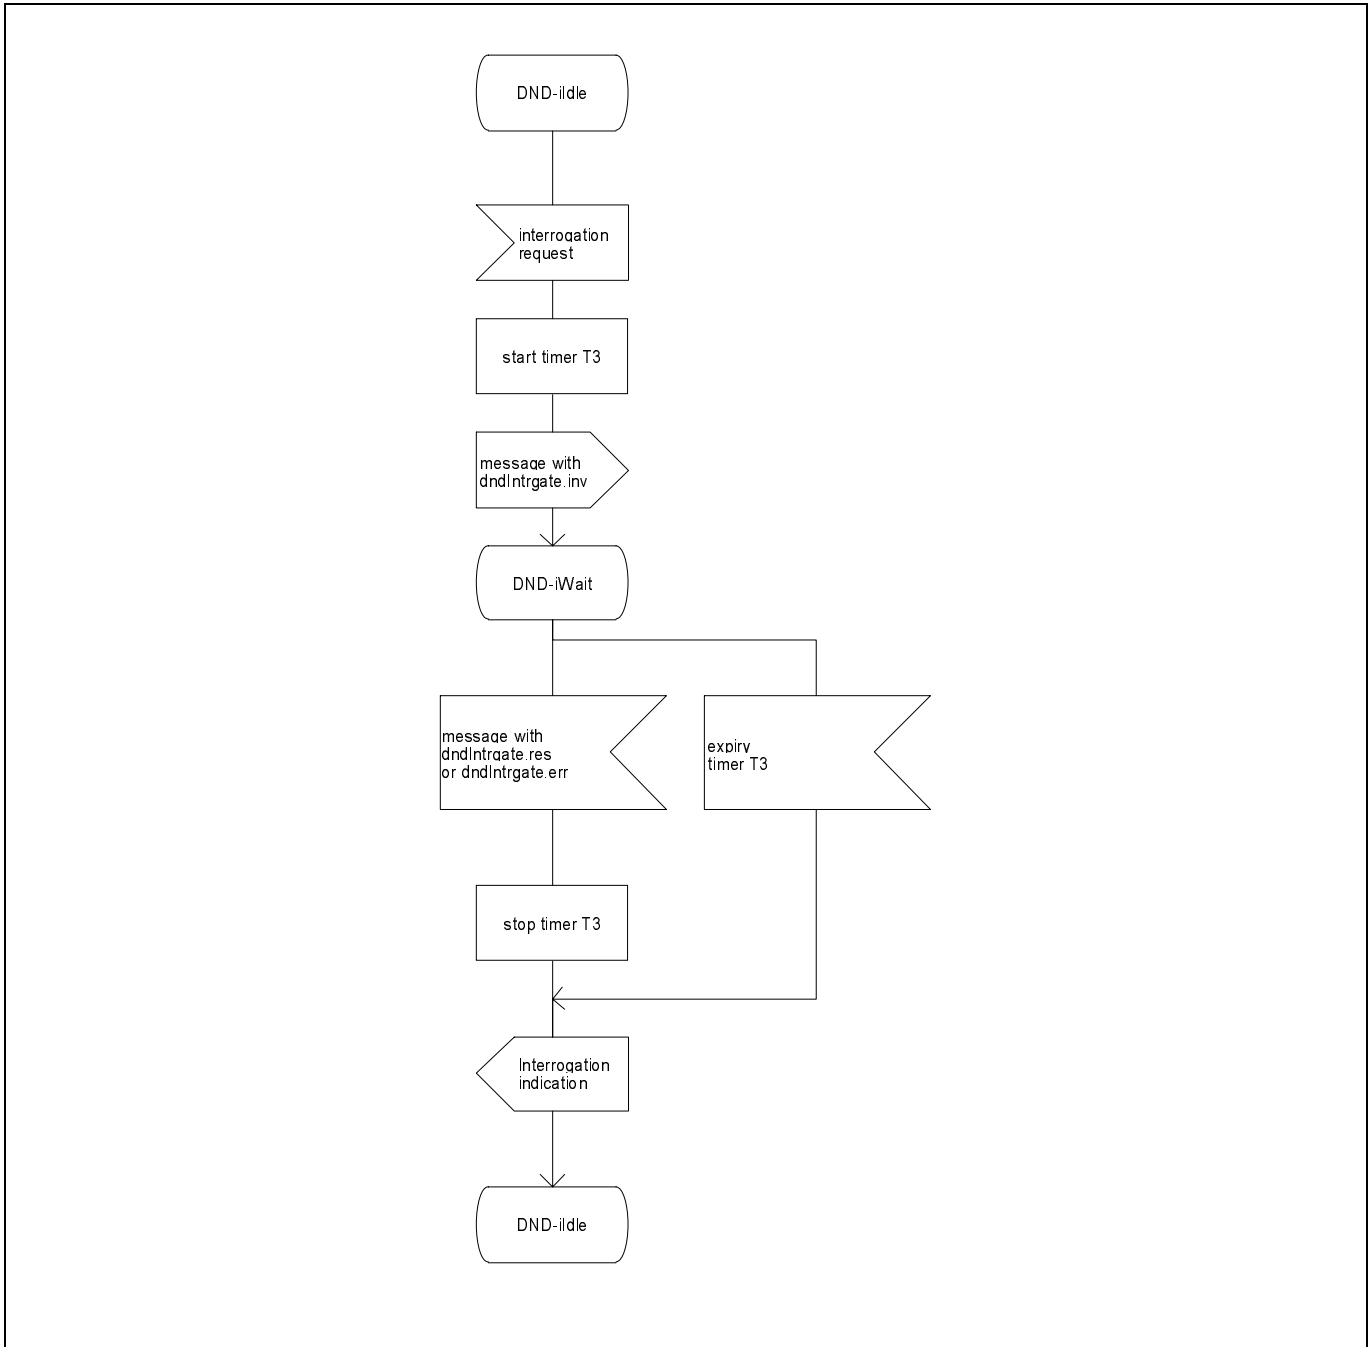 DND-iIdle
interrogation
request
start timer T3
message with
dndIntrgate.inv
DND-iWait
message with
dndIntrgate.res
or dndIntrgate.err
expiry
timer T3
stop timer T3
Interrogation
indication
DND-iIdle